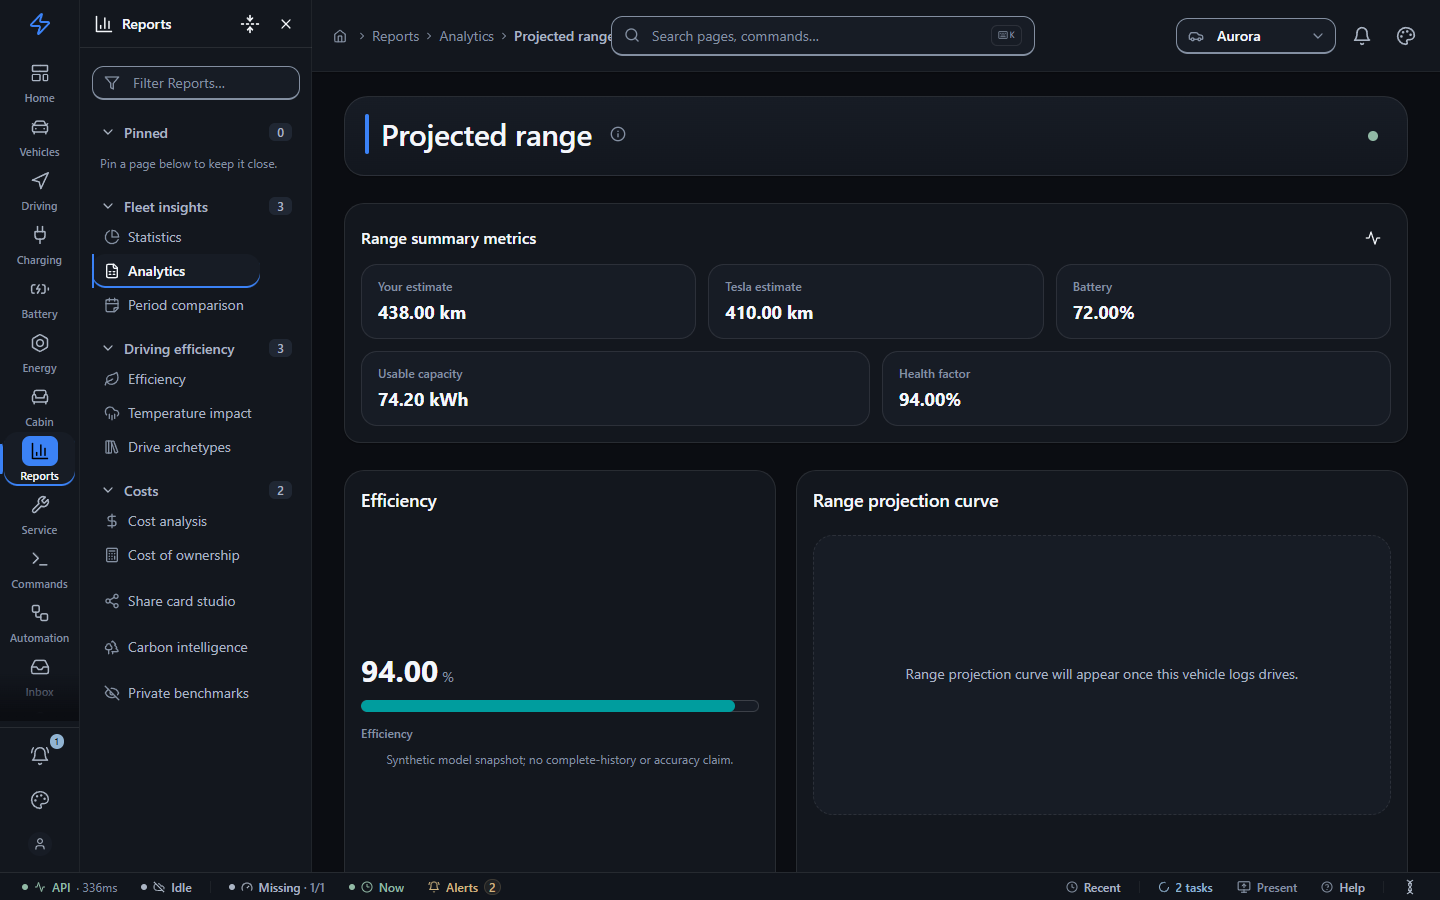 Home
Vehicles
Driving
Charging
Battery
Energy
Cabin
Reports
Service
Commands
Automation
Inbox
1
Reports
Filter Reports...
Pinned 0
Pin a page below to keep it close.
Fleet insights 3
Statistics
Analytics
Period comparison
Driving efficiency 3
Efficiency
Temperature impact
Drive archetypes
Costs 2
Cost analysis
Cost of ownership
Share card studio
Carbon intelligence
Private benchmarks
Reports Analytics Projected range
Search pages, commands... K
Aurora
Projected range
Range summary metrics
Your estimate
438.00 km
Tesla estimate
410.00 km
Battery
72.00%
Usable capacity
74.20 kWh
Health factor
94.00%
Efficiency
94.00 %
Efficiency
Synthetic model snapshot; no complete-history or accuracy claim.
Range projection curve
Range projection curve will appear once this vehicle logs drives.
API · 336ms Idle Missing · 1/1 Now Alerts 2 Recent 2 tasks Present Help